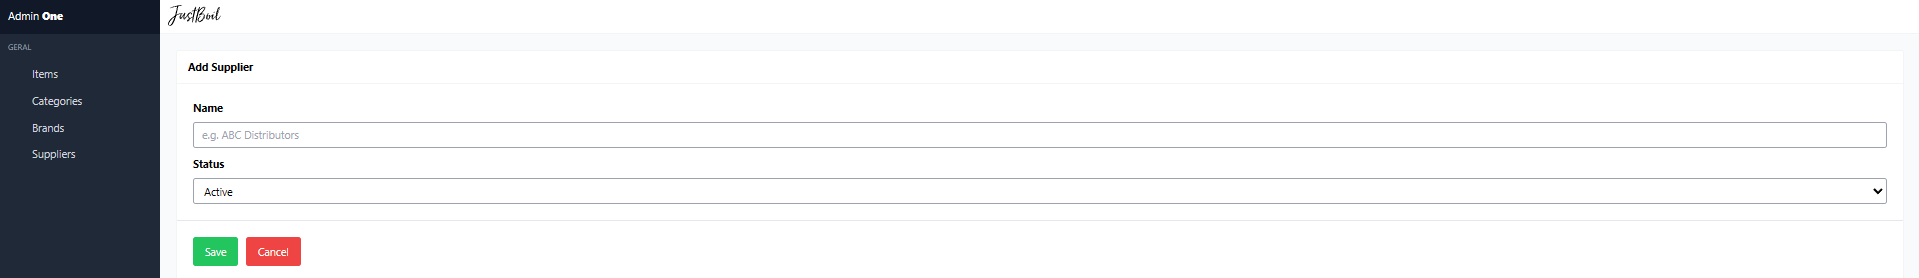 Admin One
JustBoil
GERAL
Items
Categories
Brands
Suppliers
Add Supplier
Name
e.g. ABC Distributors
Status
Active
Save Cancel